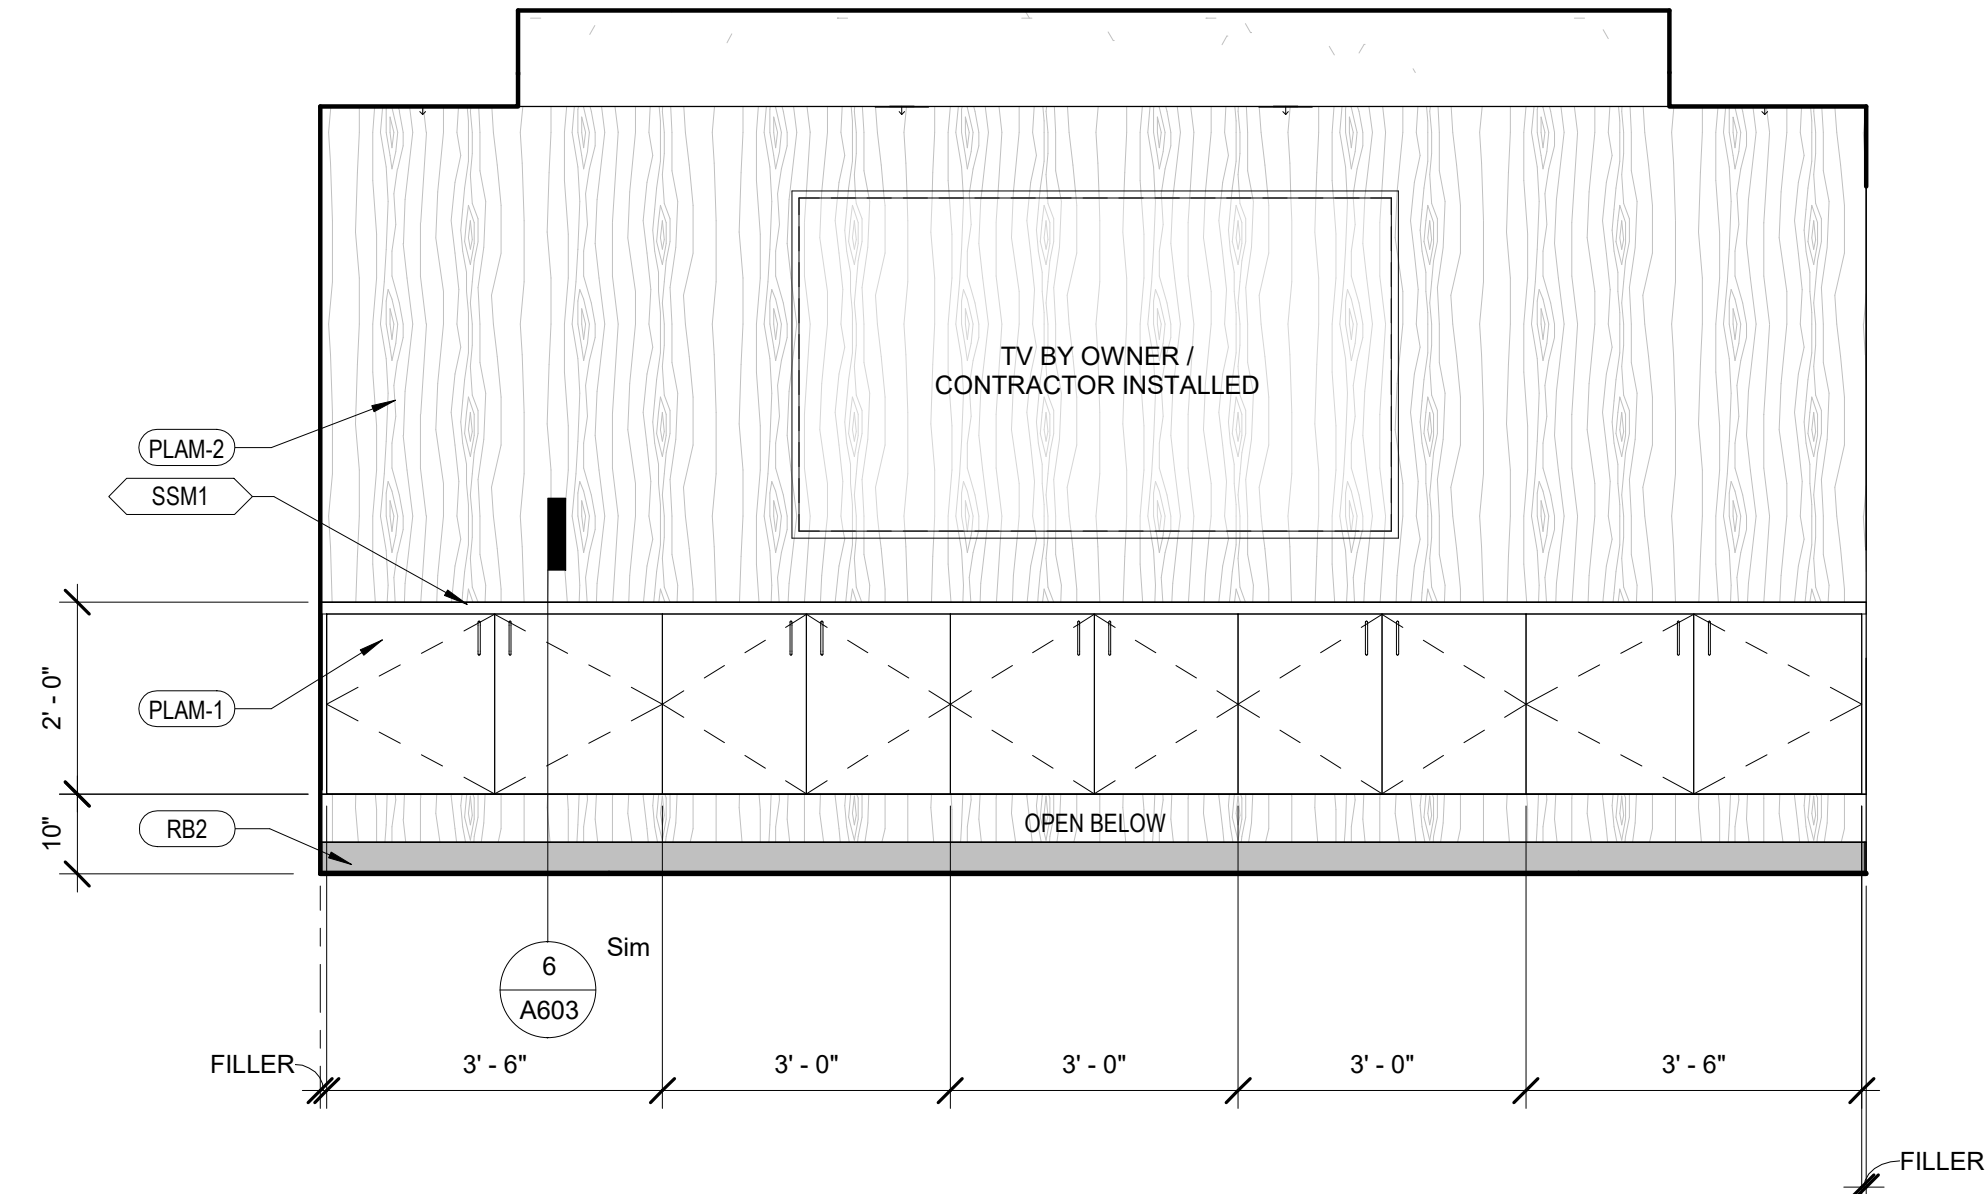 TV BY OWNER /
CONTRACTOR INSTALLED
PLAM-2
SSM1
2' - 0"
PLAM-1
10"
RB2
OPEN BELOW
Sim
6
A603
FILLER
3' - 6"
3' - 0"
3' - 0"
3' - 0"
3' - 6"
FILLER